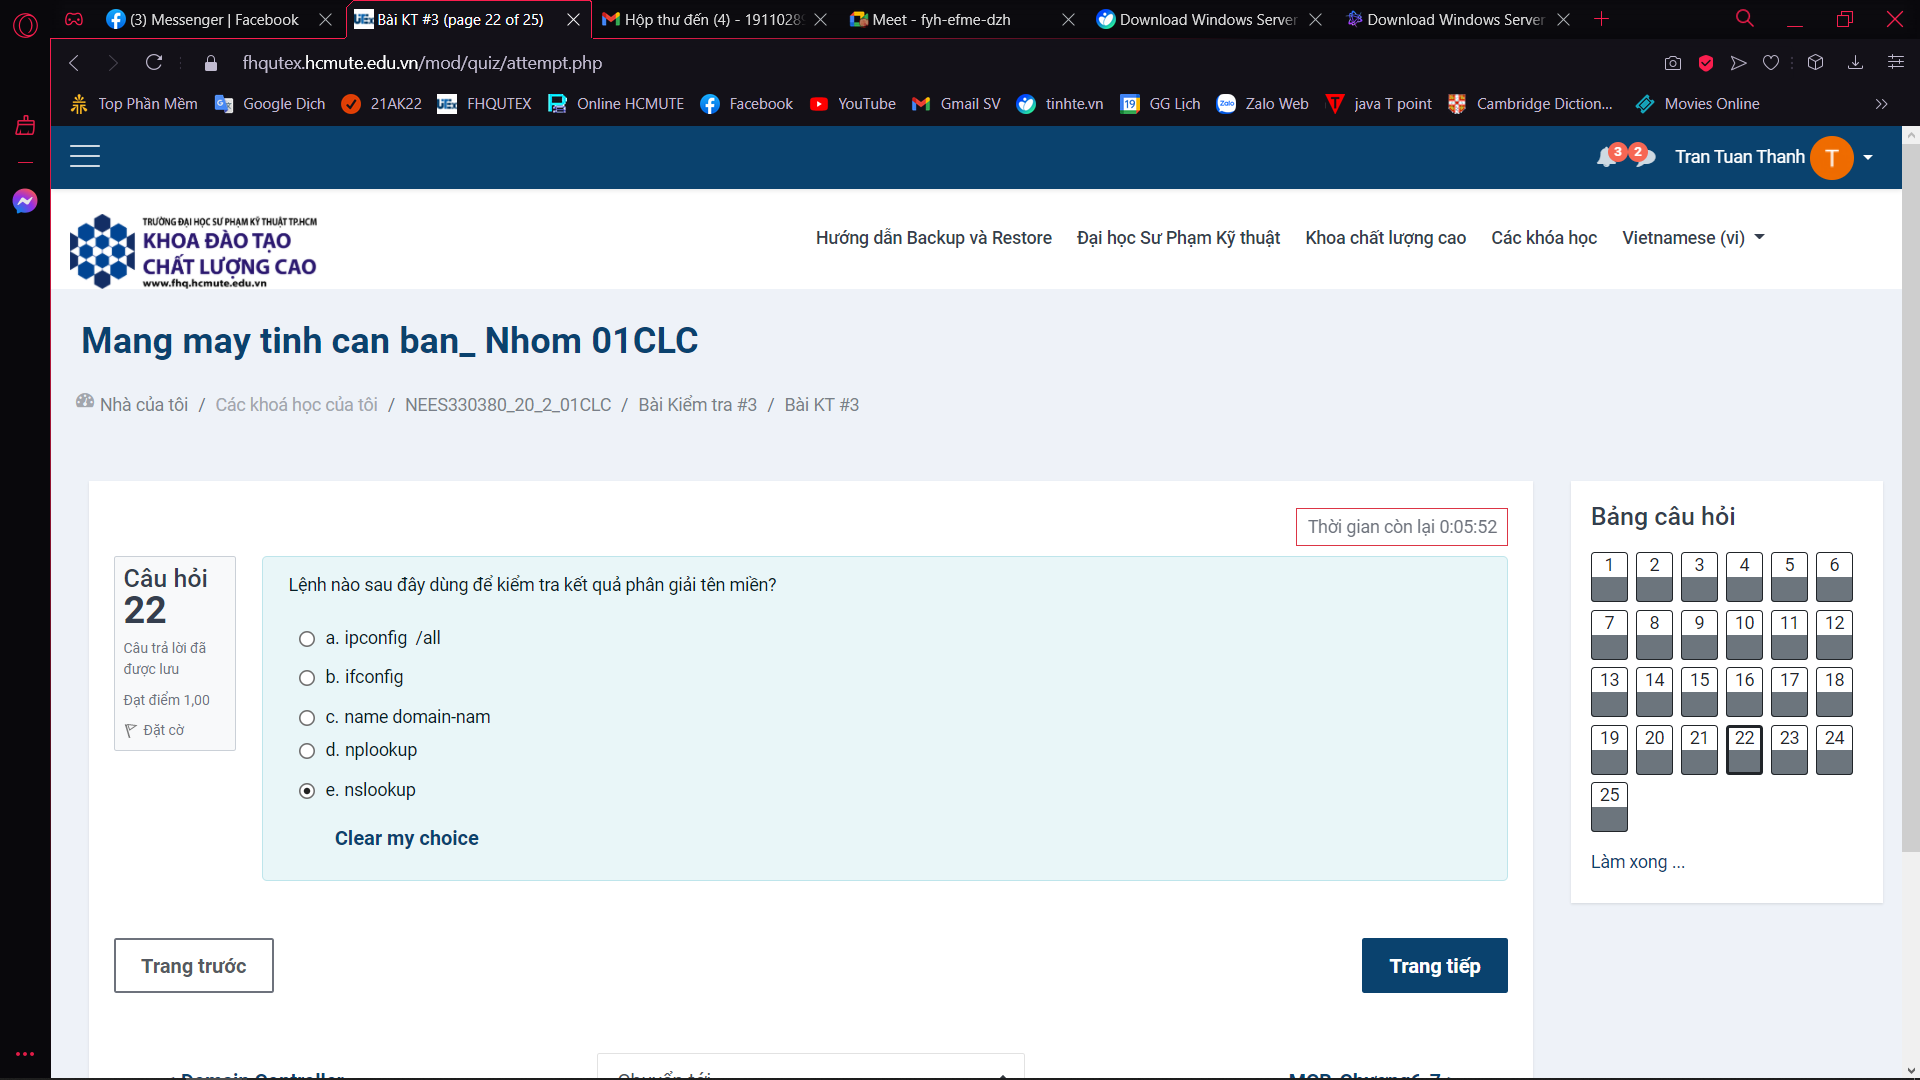 (3) Messenger | Facebook
Bài KT #3 (page 22 of 25)
Hộp thư đến (4) - 1911028
Meet - fyh-efme-dzh
Download Windows Server
Download Windows Server
fhqutex.hcmute.edu.vn/mod/quiz/attempt.php
Top Phần Mềm
Google Dịch
21AK22
FHQUTEX
Online HCMUTE
Facebook
YouTube
Gmail SV
tinhte.vn
19
GG Lịch
Zalo
Zalo Web
java T point
Cambridge Diction...
Movies Online
3
2
Tran Tuan Thanh
T
TRƯỜNG ĐẠI HỌC SƯ PHẠM KỸ THUẬT TP.HCM
KHOA ĐÀO TẠO
CHẤT LƯỢNG CAO
www.fhq.hcmute.edu.vn
Hướng dẫn Backup và Restore
Đại học Sư Phạm Kỹ thuật
Khoa chất lượng cao
Các khóa học
Vietnamese (vi)
Mang may tinh can ban_ Nhom 01CLC
Nhà của tôi / Các khoá học của tôi / NEES330380_20_2_01CLC / Bài Kiểm tra #3 / Bài KT #3
Thời gian còn lại 0:05:52
Câu hỏi
22
Câu trả lời đã
được lưu
Đạt điểm 1,00
Đặt cờ
Lệnh nào sau đây dùng để kiểm tra kết quả phân giải tên miền?
a. ipconfig /all
b. ifconfig
c. name domain-nam
d. nplookup
e. nslookup
Clear my choice
Trang trước
Trang tiếp
Bảng câu hỏi
1 2 3 4 5 6
7 8 9 10 11 12
13 14 15 16 17 18
19 20 21 22 23 24
25
Làm xong ...
Domain Controller
Chuyển tới